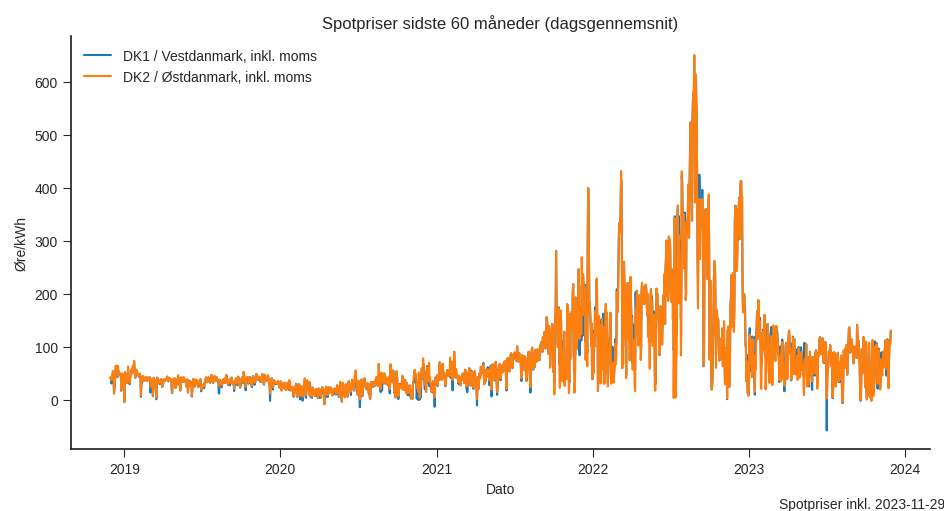 Spotpriser sidste 60 måneder (dagsgennemsnit)
DK1 / Vestdanmark, inkl. moms
DK2 / Østdanmark, inkl. moms
600
500
400
300
200
100
0
Øre/kWh
2019 2020 2021 2022 2023 2024
Dato
Spotpriser inkl. 2023-11-29